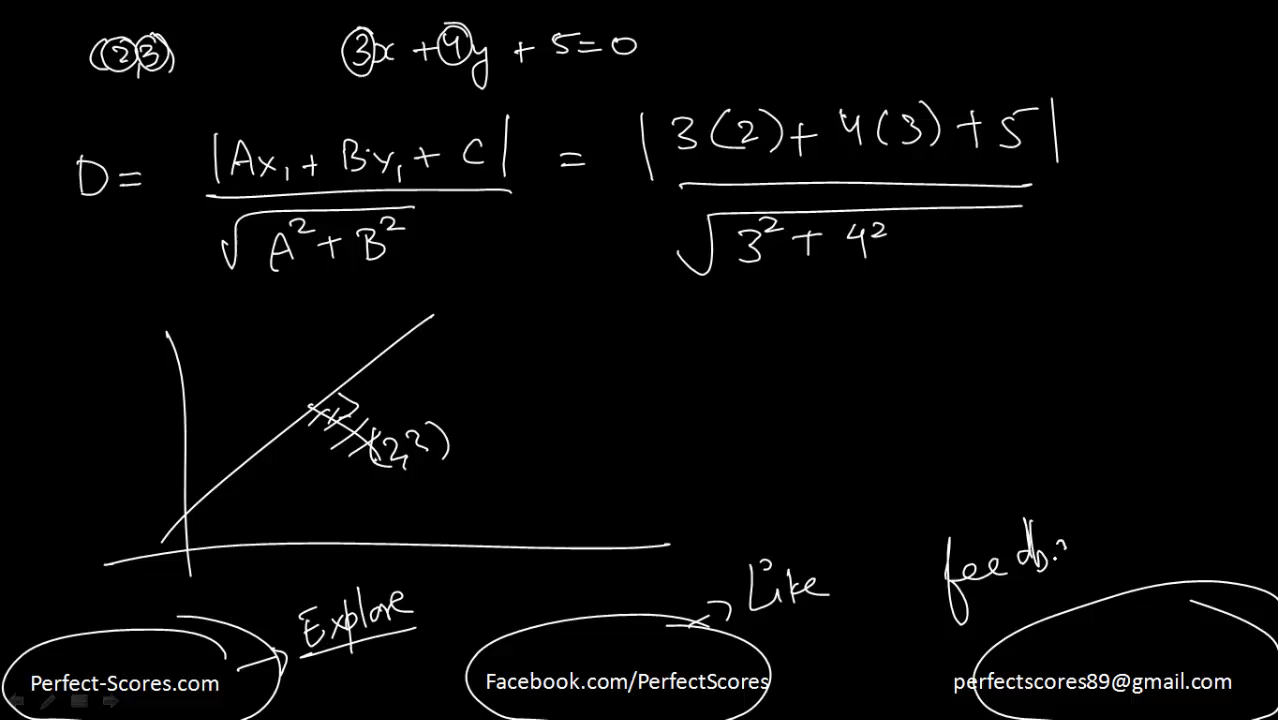 (2,3) 3x + 4y + 5 = 0
D = |Ax₁ + By₁ + C| / √(A² + B²) = |3(2) + 4(3) + 5| / √(3² + 4²)
(2,3)
Explore
Like
Perfect-Scores.com
Facebook.com/PerfectScores
perfectscores89@gmail.com